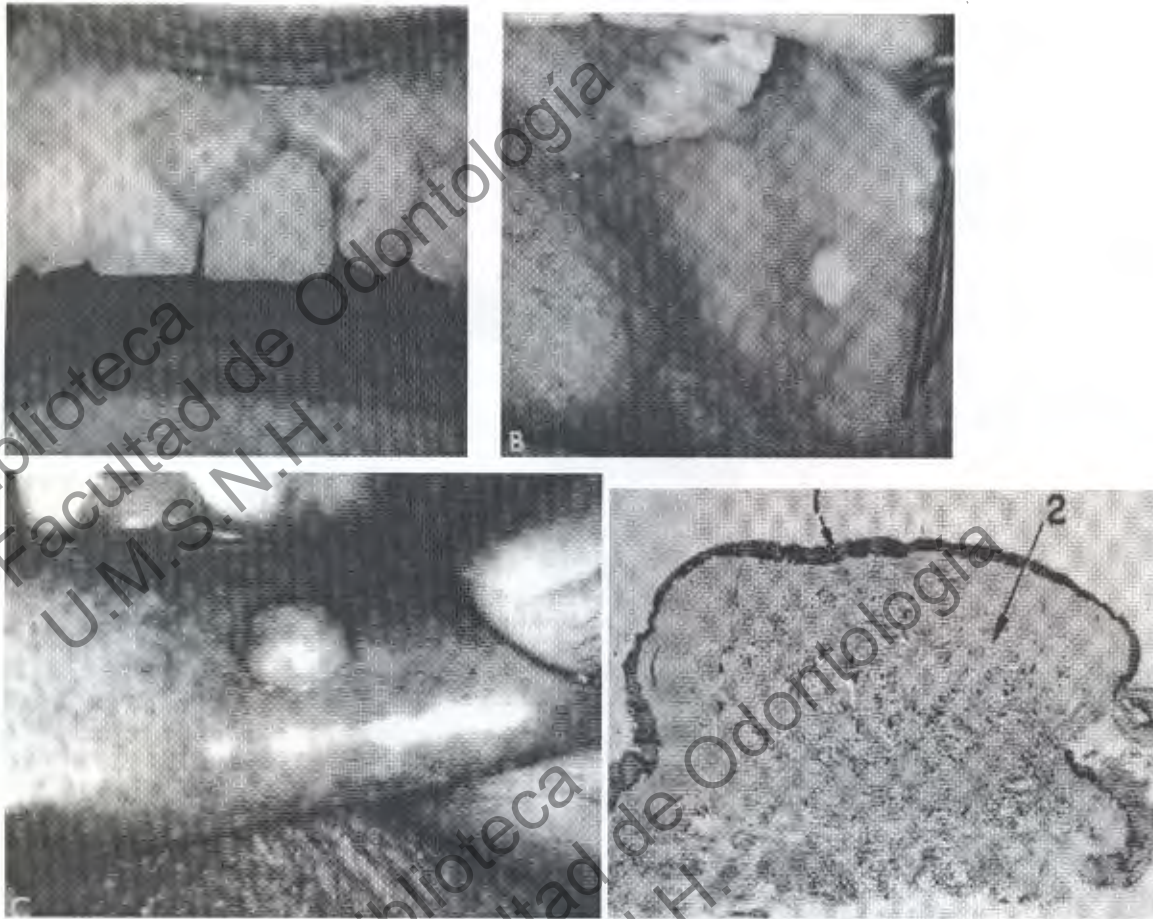 Biblioteca
Facultad de Odontología
U.M.S.N.H.
B
C
2
Biblioteca
Facultad de Odontología
U.M.S.N.H.